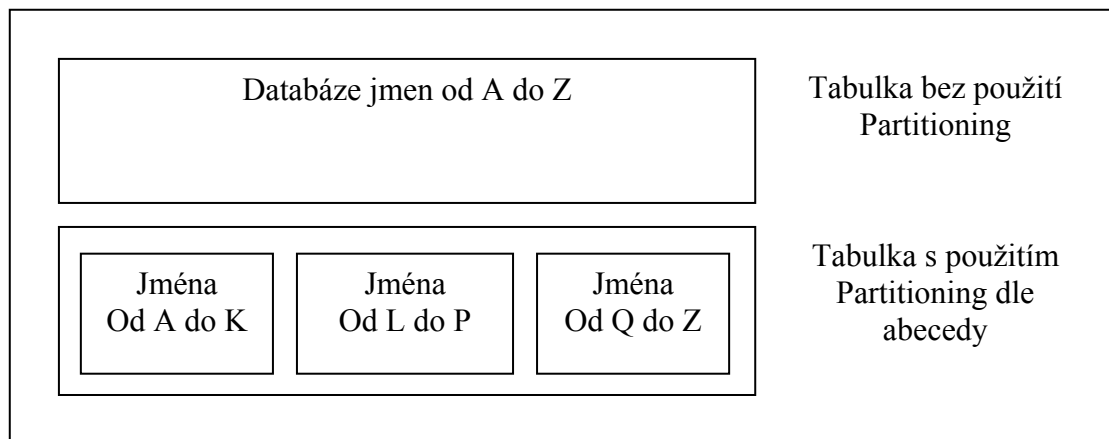 Databáze jmen od A do Z
Tabulka bez použití
Partitioning
Jména
Od A do K
Jména
Od L do P
Jména
Od Q do Z
Tabulka s použitím
Partitioning dle
abecedy